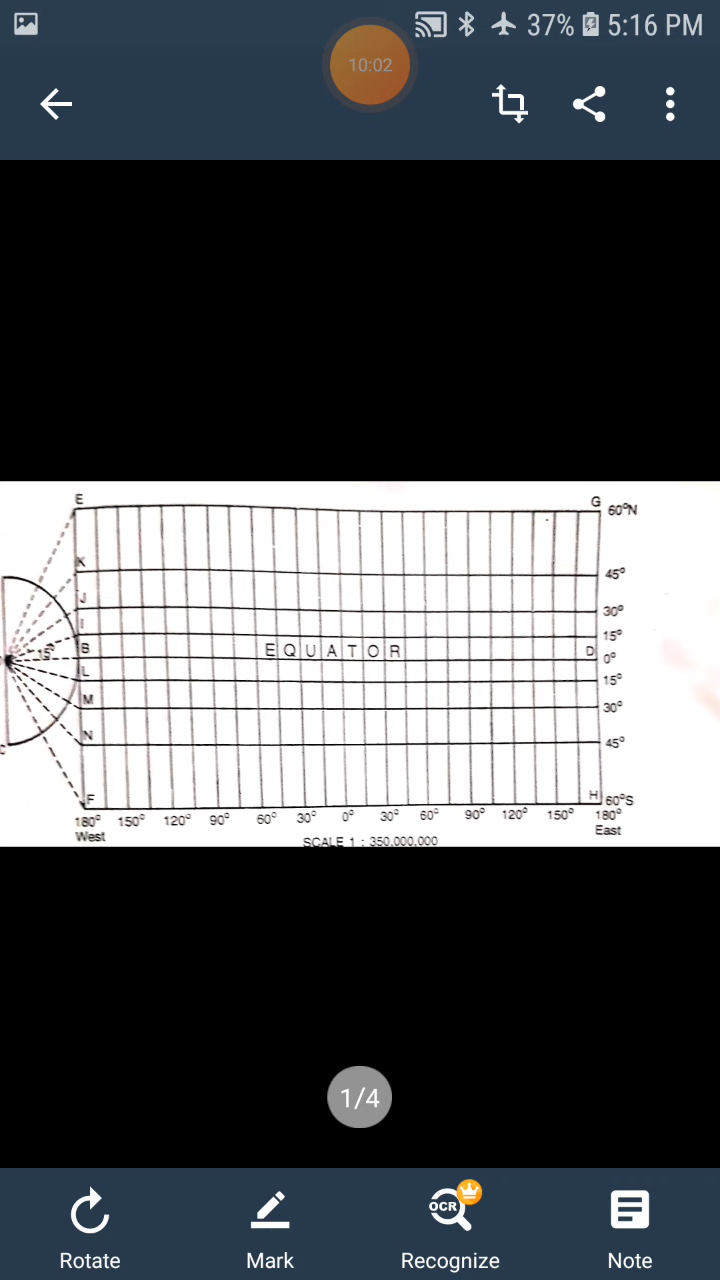 37% 5:16 PM
10:02
E
G
60°N
K
45°
J
30°
I
15°
15°
B
EQUATOR
D
0°
L
15°
M
30°
N
45°
C
F
H
60°S
180° 150° 120° 90° 60° 30° 0° 30° 60° 90° 120° 150° 180°
West
East
SCALE 1 : 350,000,000
1/4
OCR
Rotate
Mark
Recognize
Note